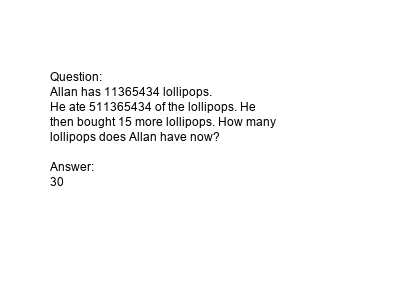 Question:
Allan has 11365434 lollipops.
He ate 511365434 of the lollipops. He
then bought 15 more lollipops. How many
lollipops does Allan have now?
Answer:
30